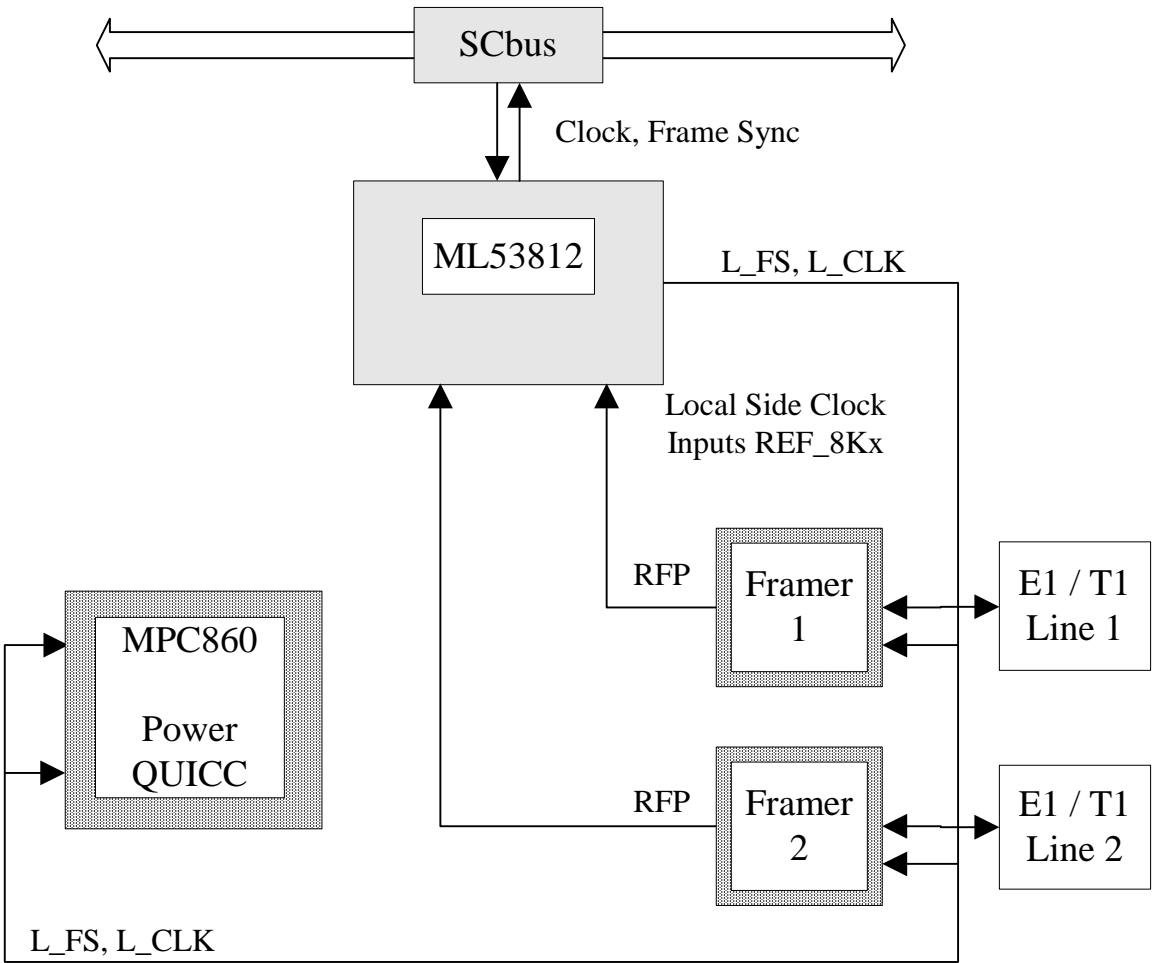 SCbus
Clock, Frame Sync
ML53812
L_FS, L_CLK
Local Side Clock
Inputs REF_8Kx
RFP
Framer
1
E1 / T1
Line 1
MPC860
Power
QUICC
RFP
Framer
2
E1 / T1
Line 2
L_FS, L_CLK